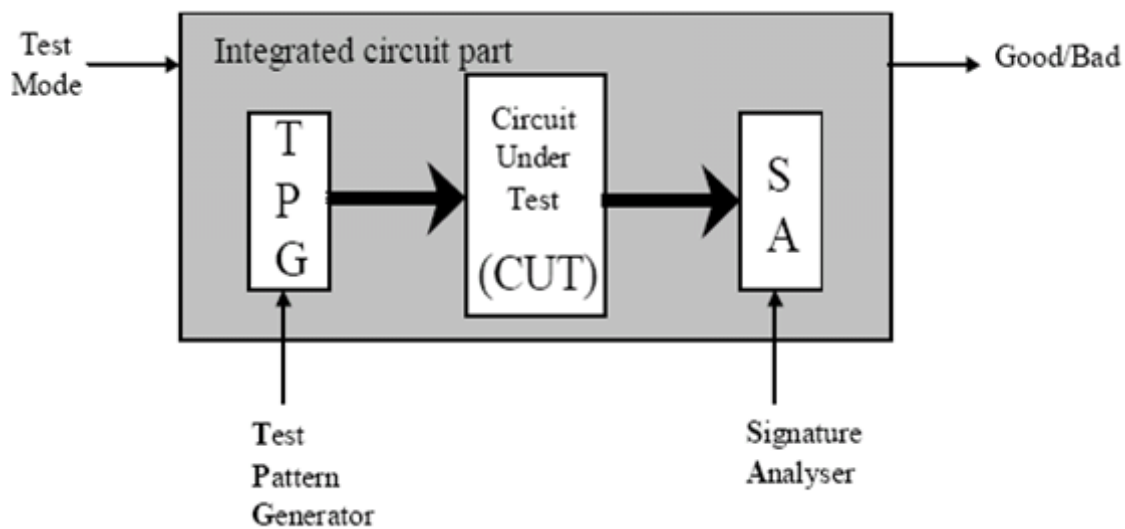 Test
Mode
Integrated circuit part
Good/Bad
T
P
G
Circuit
Under
Test
(CUT)
S
A
Test
Pattern
Generator
Signature
Analyser